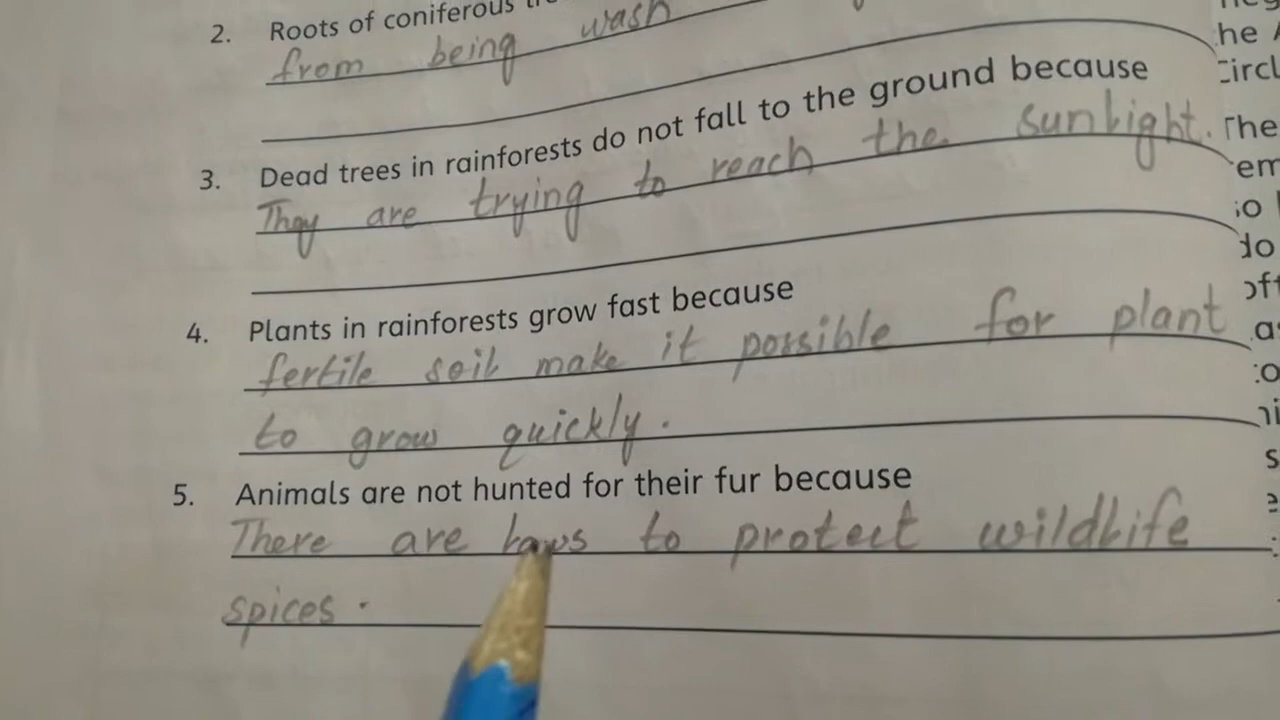 2. Roots of coniferous
from being wash
3. Dead trees in rainforests do not fall to the ground because
They are trying to reach the sunlight.
4. Plants in rainforests grow fast because
fertile soil make it possible for plant
to grow quickly.
5. Animals are not hunted for their fur because
There are laws to protect wildlife
spices.
he
The